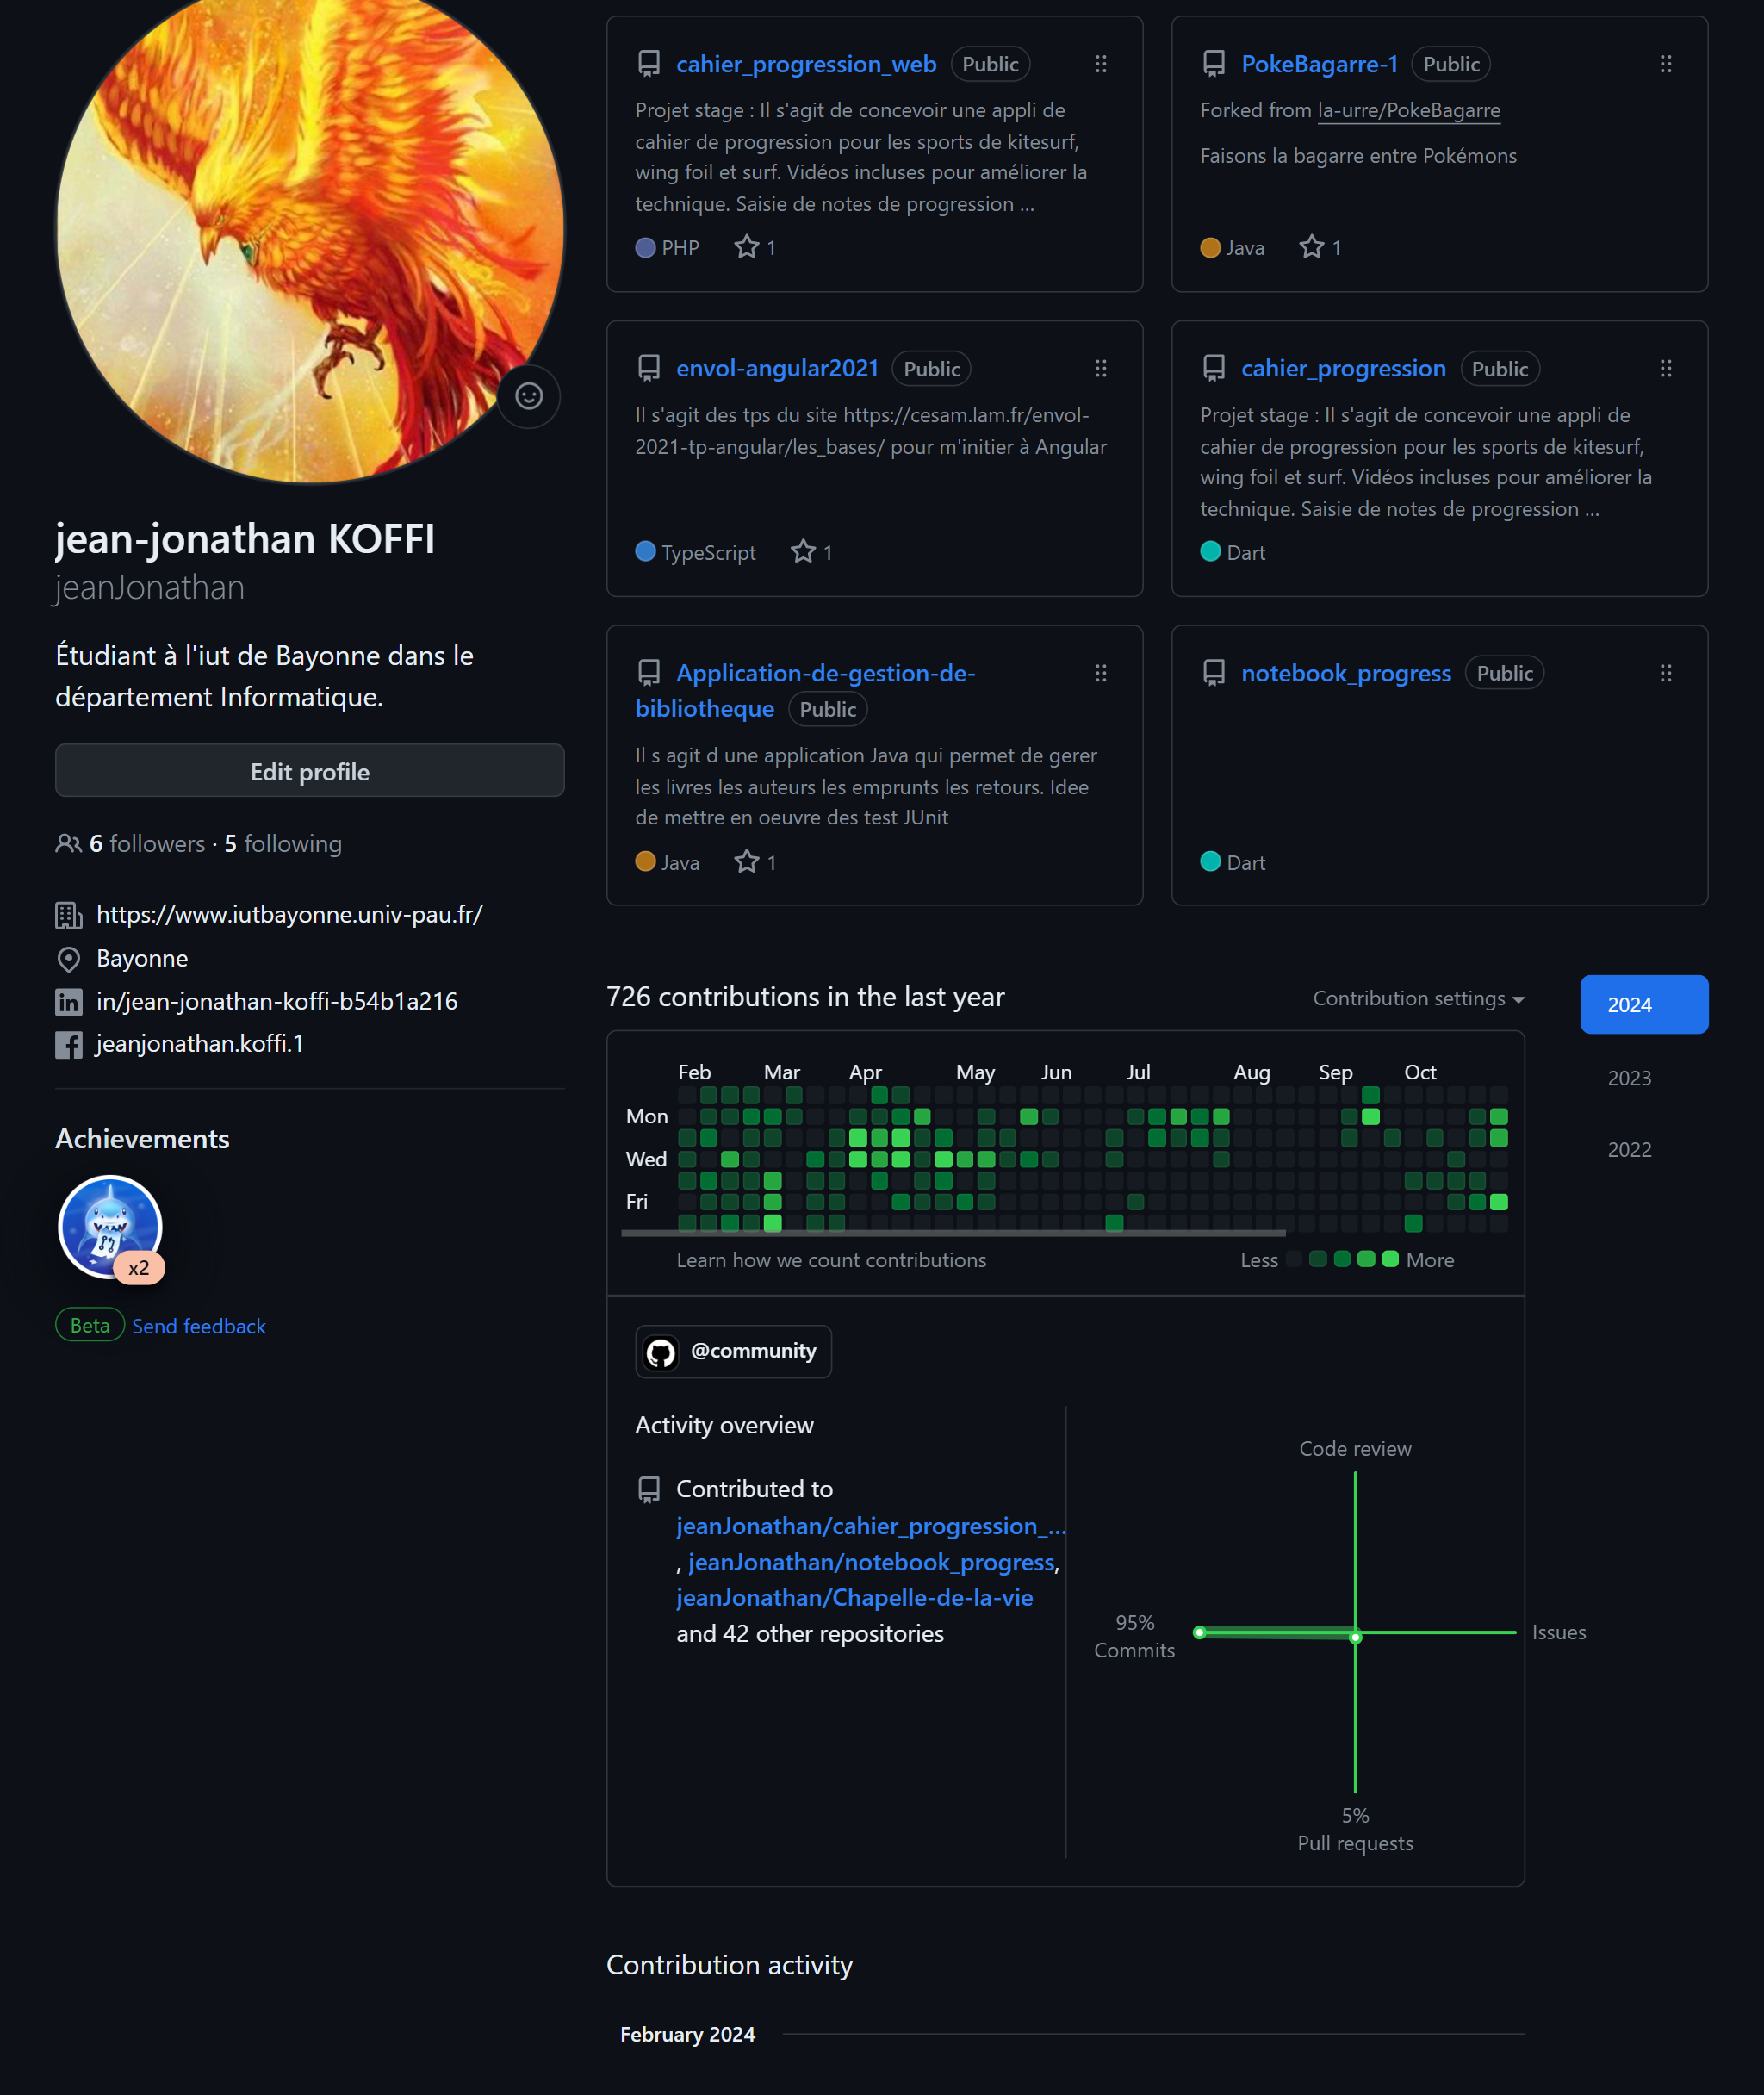 jean-jonathan KOFFI
jeanJonathan
Étudiant à l'iut de Bayonne dans le
département Informatique.
Edit profile
6 followers · 5 following
https://www.iutbayonne.univ-pau.fr/
Bayonne
in/jean-jonathan-koffi-b54b1a216
jeanjonathan.koffi.1
Achievements
x2
Beta Send feedback
cahier_progression_web Public
Projet stage : Il s'agit de concevoir une appli de
cahier de progression pour les sports de kitesurf,
wing foil et surf. Vidéos incluses pour améliorer la
technique. Saisie de notes de progression ...
PHP 1
PokeBagarre-1 Public
Forked from la-urre/PokeBagarre
Faisons la bagarre entre Pokémons
Java 1
envol-angular2021 Public
Il s'agit des tps du site https://cesam.lam.fr/envol-
2021-tp-angular/les_bases/ pour m'initier à Angular
TypeScript 1
cahier_progression Public
Projet stage : Il s'agit de concevoir une appli de
cahier de progression pour les sports de kitesurf,
wing foil et surf. Vidéos incluses pour améliorer la
technique. Saisie de notes de progression ...
Dart
Application-de-gestion-de-
bibliotheque Public
Il s agit d une application Java qui permet de gerer
les livres les auteurs les emprunts les retours. Idee
de mettre en oeuvre des test JUnit
Java 1
notebook_progress Public
Dart
726 contributions in the last year
Contribution settings
2024
2023
2022
Feb Mar Apr May Jun Jul Aug Sep Oct
Mon
Wed
Fri
Learn how we count contributions
Less More
@community
Activity overview
Contributed to
jeanJonathan/cahier_progression_...
, jeanJonathan/notebook_progress,
jeanJonathan/Chapelle-de-la-vie
and 42 other repositories
Code review
95%
Commits
Issues
5%
Pull requests
Contribution activity
February 2024